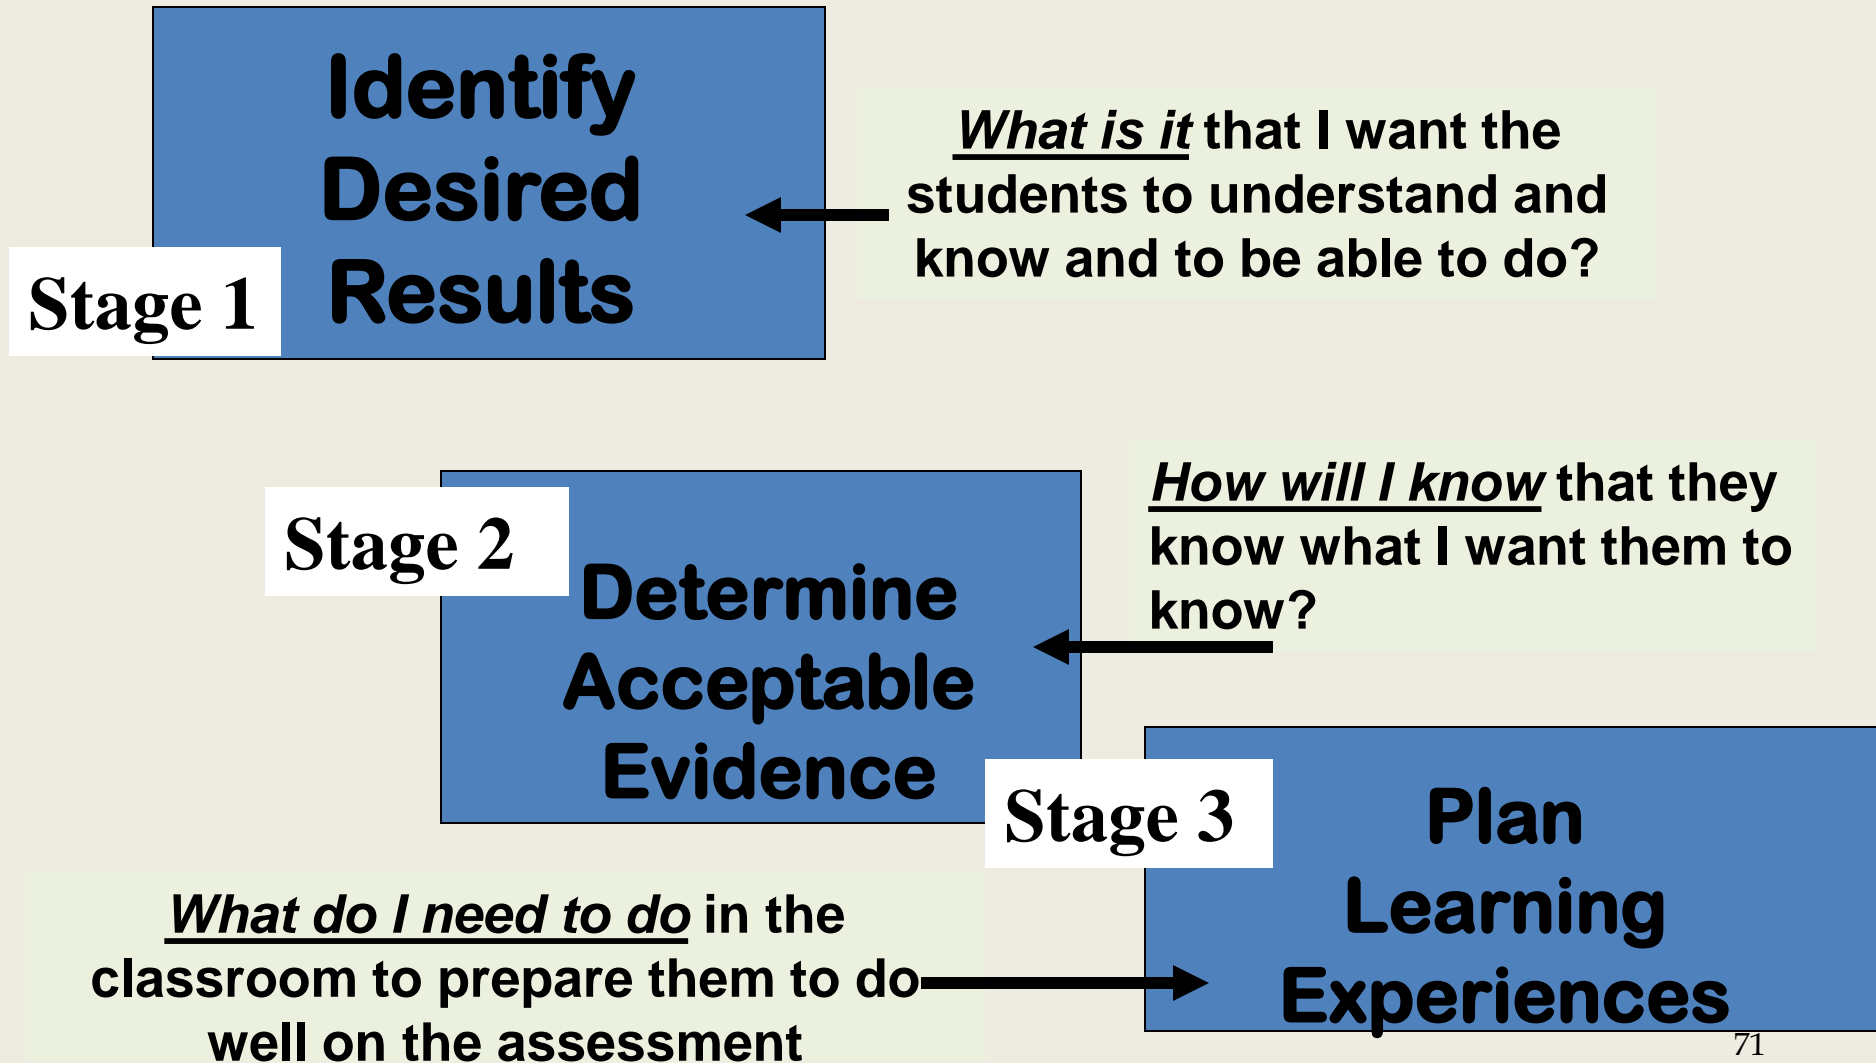 Identify
Desired
Results
Stage 1
What is it that I want the
students to understand and
know and to be able to do?
Stage 2
Determine
Acceptable
Evidence
How will I know that they
know what I want them to
know?
Stage 3
Plan
Learning
Experiences
What do I need to do in the
classroom to prepare them to do
well on the assessment
71